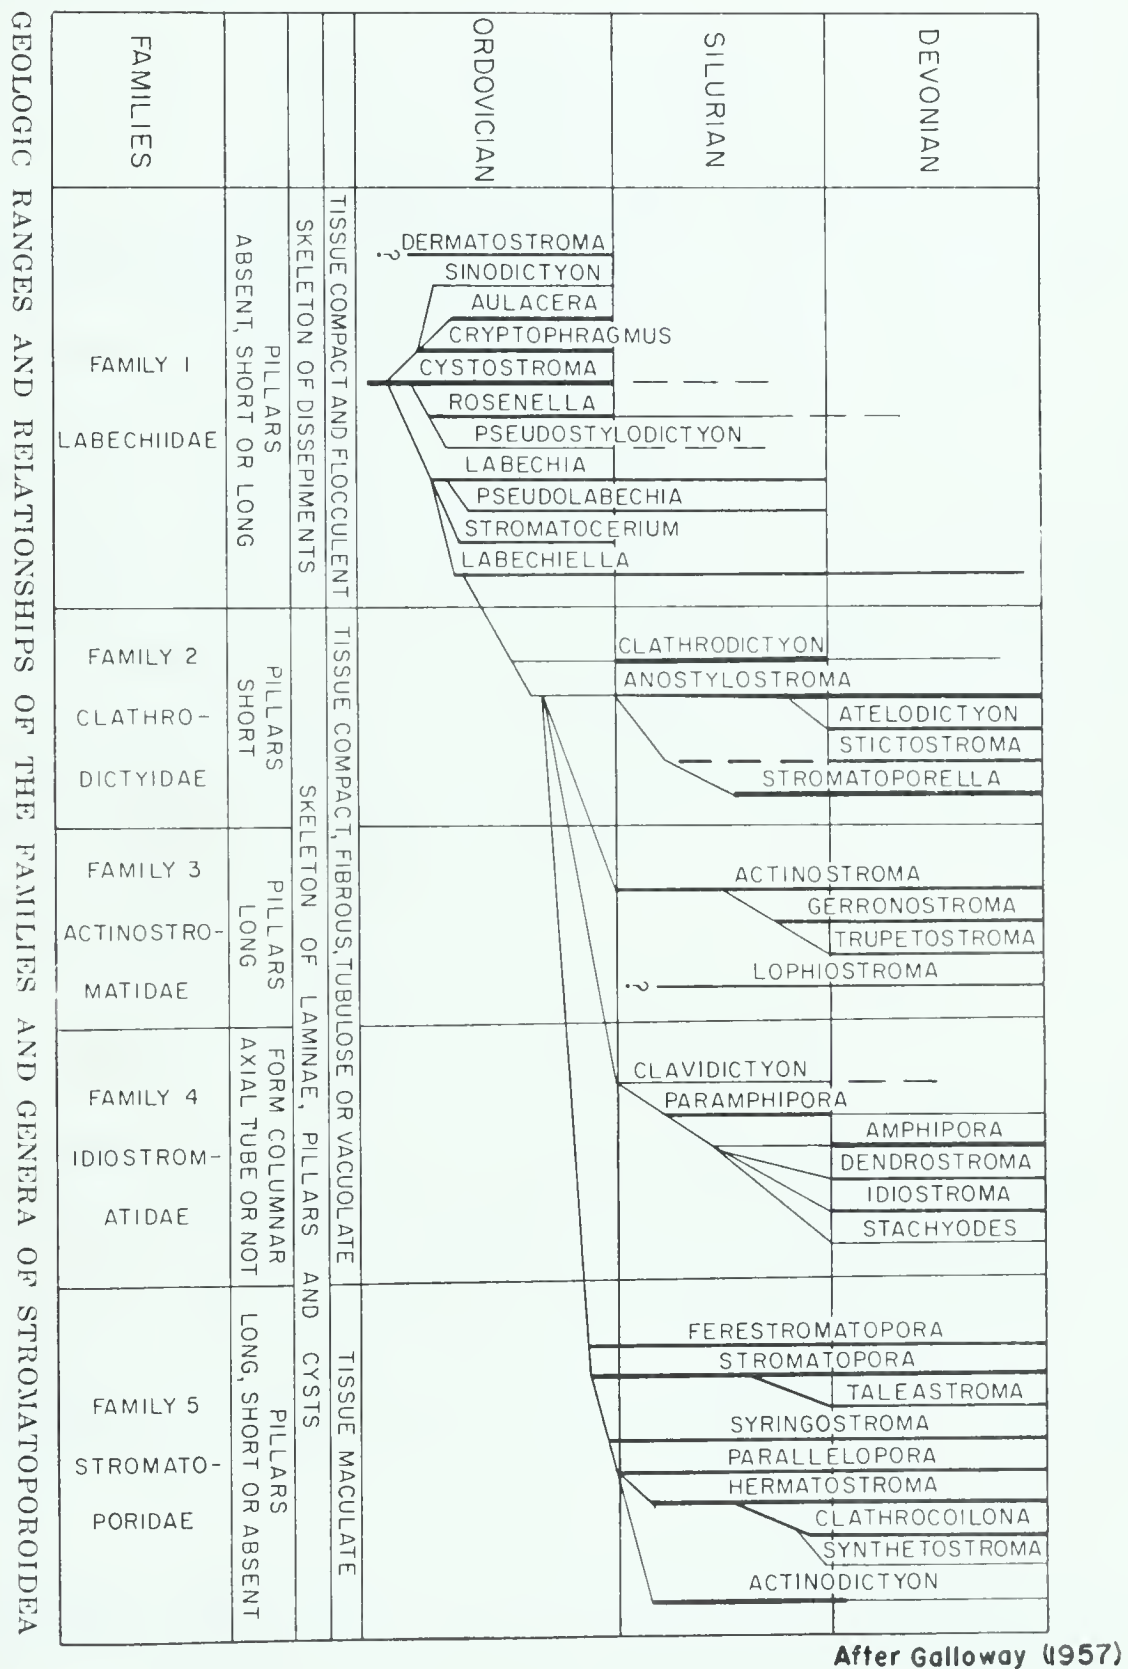 GEOLOGIC RANGES AND RELATIONSHIPS OF THE FAMILIES AND GENERA OF STROMATOPOROIDEA
FAMILIES
ORDOVICIAN
SILURIAN
DEVONIAN
FAMILY 1
LABECHIIDAE
PILLARS
ABSENT, SHORT OR LONG
SKELETON OF DISSEPIMENTS
TISSUE COMPACT AND FLOCCULENT
?
DERMATOSTROMA
SINODICTYON
AULACERA
CRYPTOPHRAGMUS
CYSTOSTROMA
ROSENELLA
PSEUDOSTYLODICTYON
LABECHIA
PSEUDOLABECHIA
STROMATOCERIUM
LABECHIELLA
FAMILY 2
CLATHRO-
DICTYIDAE
PILLARS
SHORT
SKELETON OF LAMINAE, PILLARS AND CYSTS
TISSUE COMPACT, FIBROUS, TUBULOSE OR VACUOLATE
CLATHRODICTYON
ANOSTYLOSTROMA
ATELODICTYON
STICTOSTROMA
STROMATOPORELLA
FAMILY 3
ACTINOSTRO-
MATIDAE
PILLARS
LONG
ACTINOSTROMA
GERRONOSTROMA
TRUPETOSTROMA
LOPHIOSTROMA
?
FAMILY 4
IDIOSTROM-
ATIDAE
FORM COLUMNAR
AXIAL TUBE OR NOT
CLAVIDICTYON
PARAMPHIPORA
AMPHIPORA
DENDROSTROMA
IDIOSTROMA
STACHYODES
FAMILY 5
STROMATO-
PORIDAE
PILLARS
LONG, SHORT OR ABSENT
TISSUE MACULATE
FERESTROMATOPORA
STROMATOPORA
TALEASTROMA
SYRINGOSTROMA
PARALLELOPORA
HERMATOSTROMA
CLATHROCOILONA
SYNTHETOSTROMA
ACTINODICTYON
After Galloway (1957)